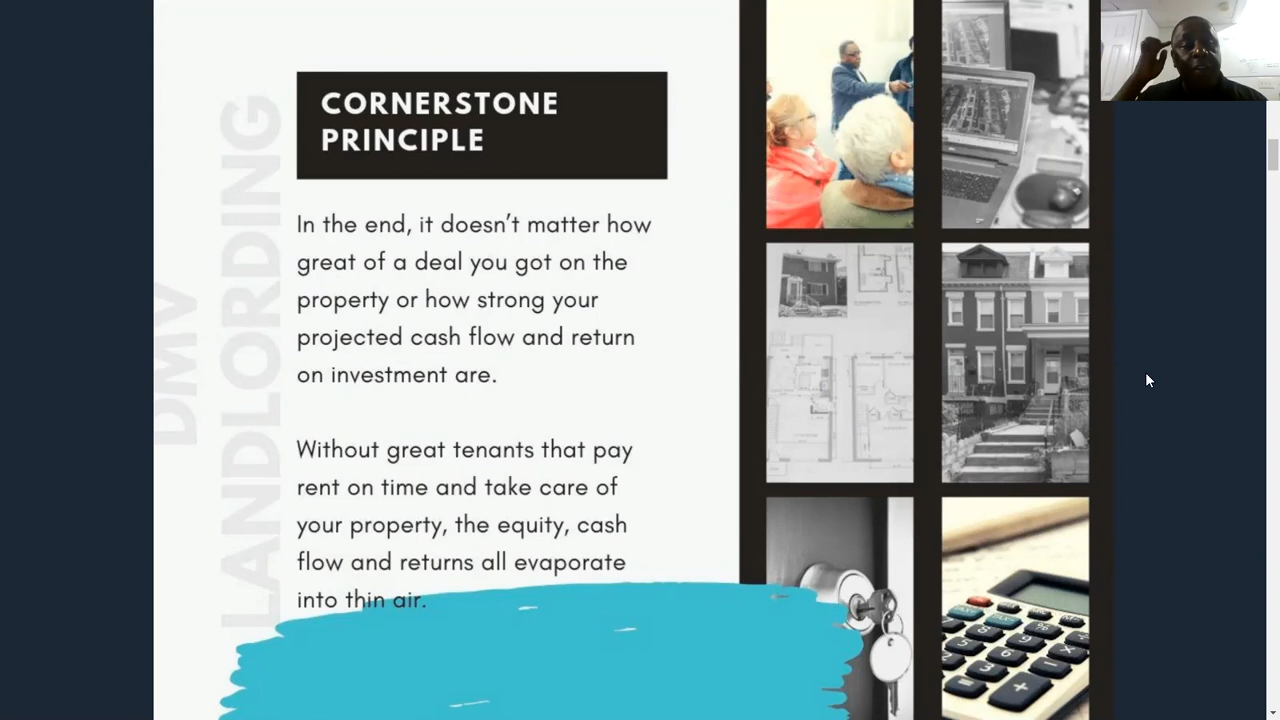 CORNERSTONE
PRINCIPLE
In the end, it doesn't matter how
great of a deal you got on the
property or how strong your
projected cash flow and return
on investment are.
Without great tenants that pay
rent on time and take care of
your property, the equity, cash
flow and returns all evaporate
into thin air.
DMV
LANDLORDING